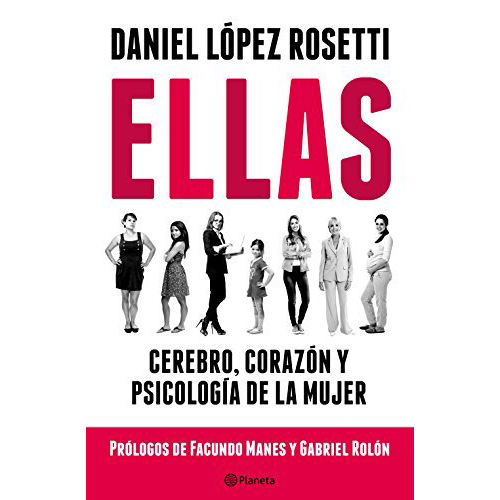 DANIEL LÓPEZ ROSETTI
ELLAS
CEREBRO, CORAZÓN Y
PSICOLOGÍA DE LA MUJER
PRÓLOGOS DE FACUNDO MANES Y GABRIEL ROLÓN
Planeta